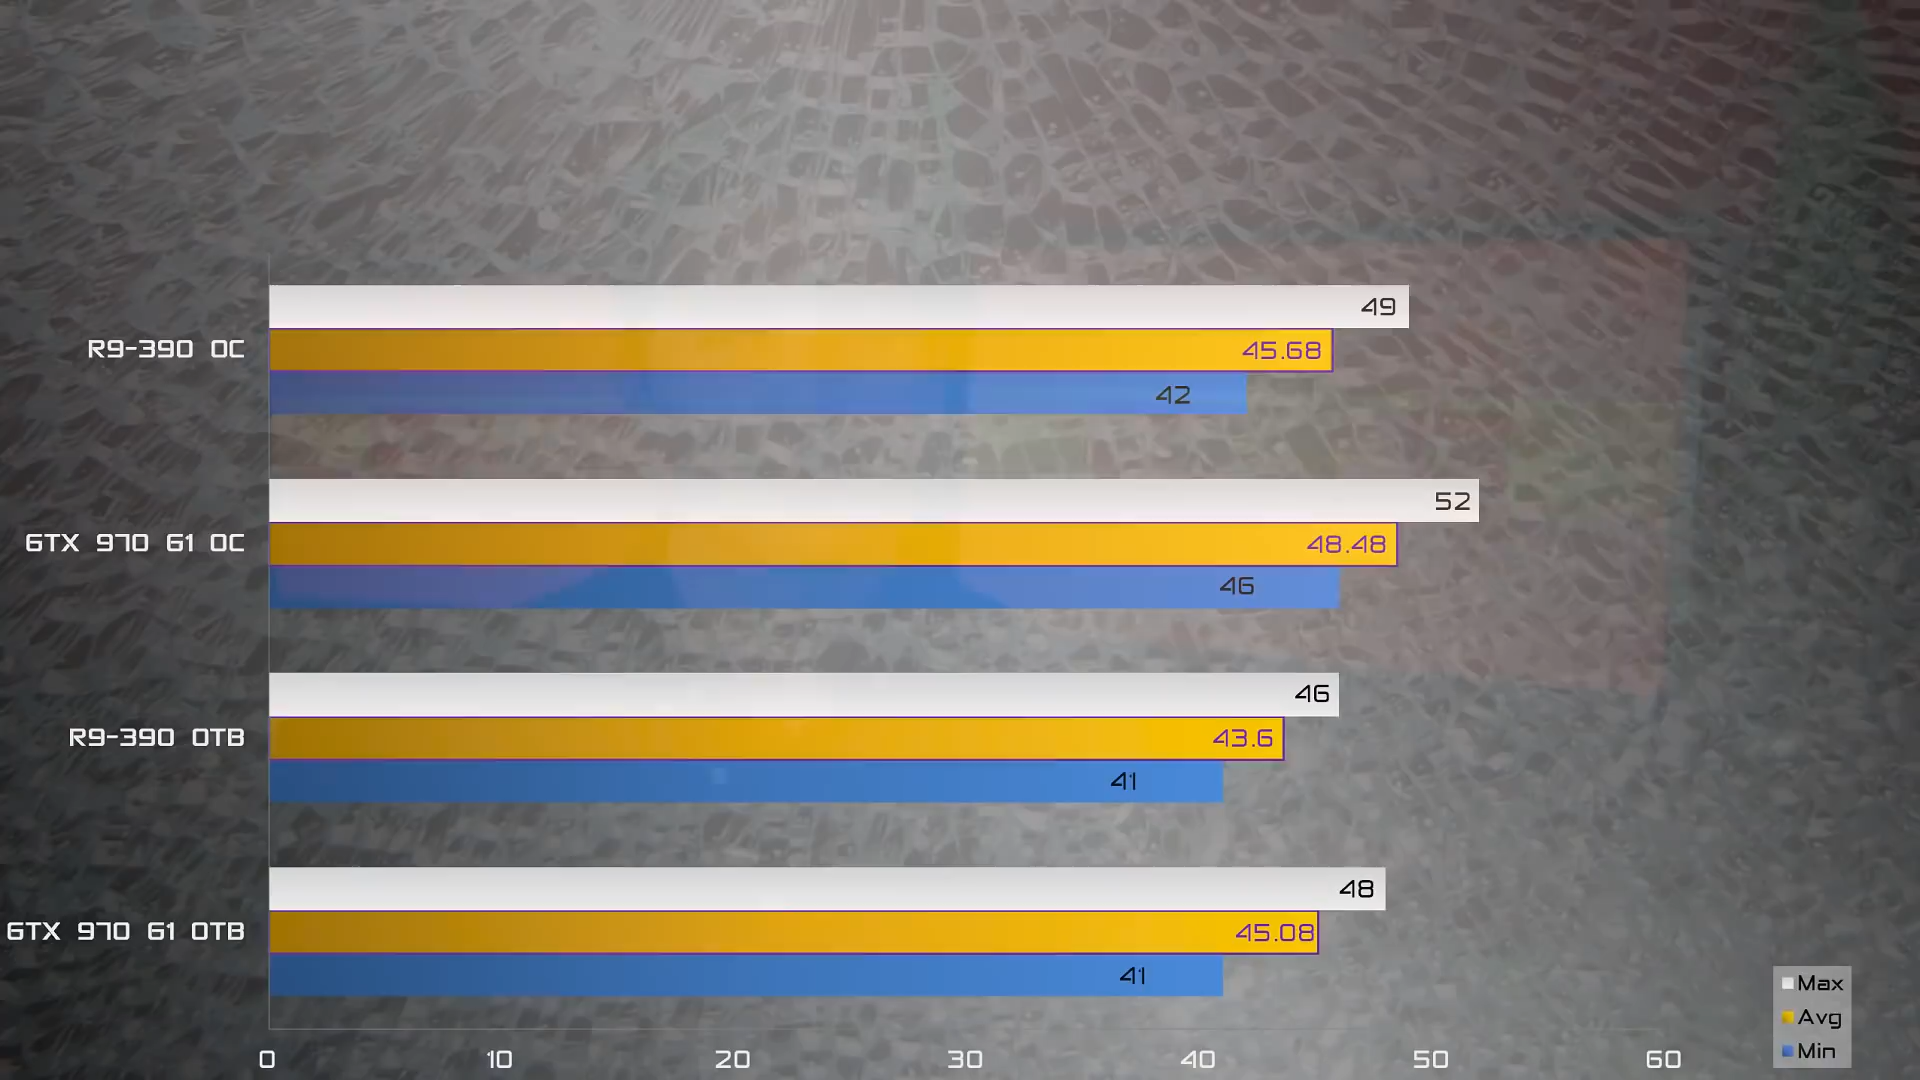 49
R9-390 OC
45.68
42
52
GTX 970 G1 OC
48.48
46
46
R9-390 OTB
43.6
41
48
GTX 970 G1 OTB
45.08
41
Max
Avg
Min
0 10 20 30 40 50 60